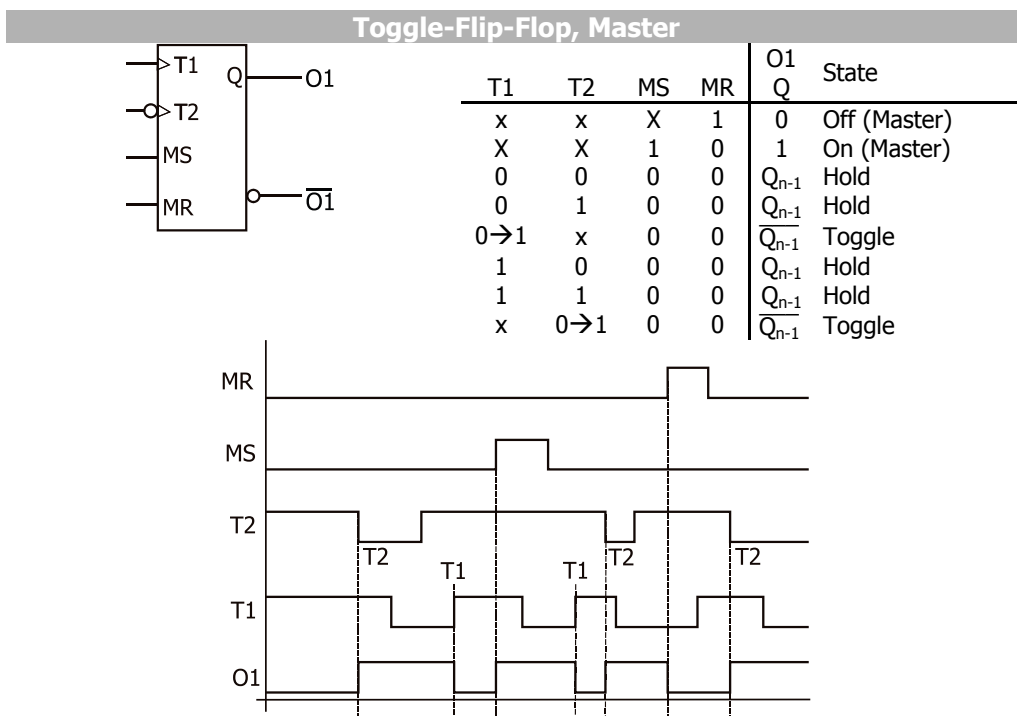 Toggle-Flip-Flop, Master
T1
Q
O1
T2
MS
MR
O1
O1
T1 T2 MS MR Q State
x x X 1 0 Off (Master)
X X 1 0 1 On (Master)
0 0 0 0 Qn-1 Hold
0 1 0 0 Qn-1 Hold
0→1 x 0 0 Qn-1 Toggle
1 0 0 0 Qn-1 Hold
1 1 0 0 Qn-1 Hold
x 0→1 0 0 Qn-1 Toggle
MR
MS
T2
T2 T2 T2
T1 T1
T1
O1